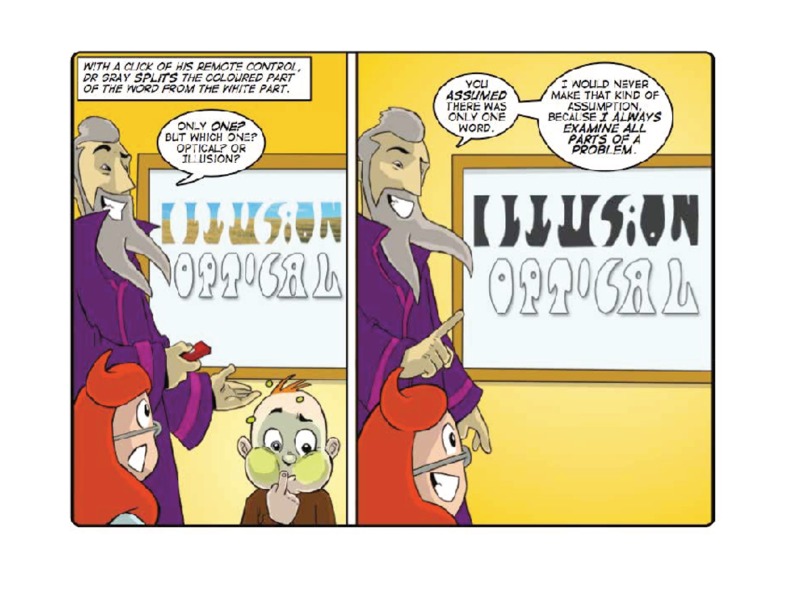 WITH A CLICK OF HIS REMOTE CONTROL,
DR GRAY SPLITS THE COLOURED PART
OF THE WORD FROM THE WHITE PART.
ONLY ONE?
BUT WHICH ONE?
OPTICAL? OR
ILLUSION?
ILLUSION
OPTICAL
YOU
ASSUMED
THERE WAS
ONLY ONE
WORD.
I WOULD NEVER
MAKE THAT KIND OF
ASSUMPTION,
BECAUSE I ALWAYS
EXAMINE ALL
PARTS OF A
PROBLEM.
ILLUSION
OPTICAL